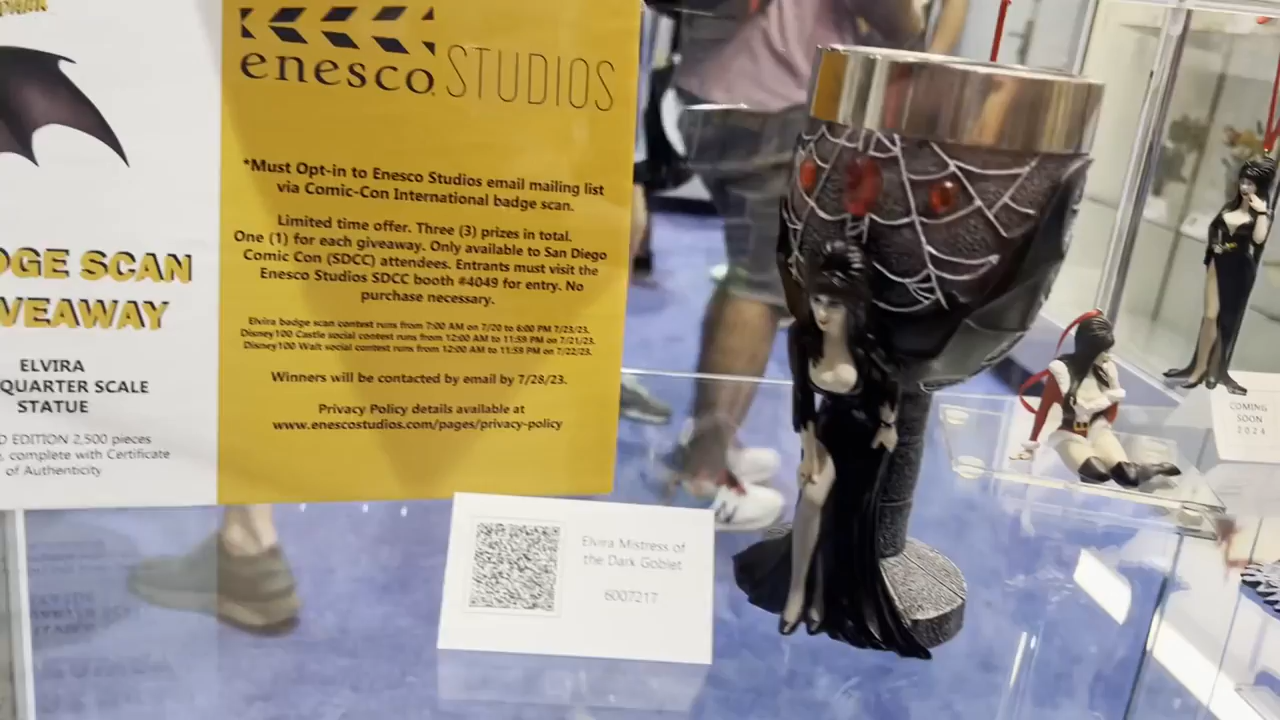 PARK
DGE SCAN
VEAWAY
ELVIRA
QUARTER SCALE
STATUE
D EDITION 2,500 pieces
, complete with Certificate
of Authenticity
enesco STUDIOS
*Must Opt-in to Enesco Studios email mailing list
via Comic-Con International badge scan.
Limited time offer. Three (3) prizes in total.
One (1) for each giveaway. Only available to San Diego
Comic Con (SDCC) attendees. Entrants must visit the
Enesco Studios SDCC booth #4049 for entry. No
purchase necessary.
Elvira badge scan contest runs from 7:00 AM on 7/20 to 6:00 PM 7/23/23.
Disney100 Castle social contest runs from 12:00 AM to 11:59 PM on 7/21/23.
Disney100 Walt social contest runs from 12:00 AM to 11:59 PM on 7/22/23.
Winners will be contacted by email by 7/28/23.
Privacy Policy details available at
www.enescostudios.com/pages/privacy-policy
Elvira Mistress of
the Dark Goblet
6007217
COMING
SOON
2024
N